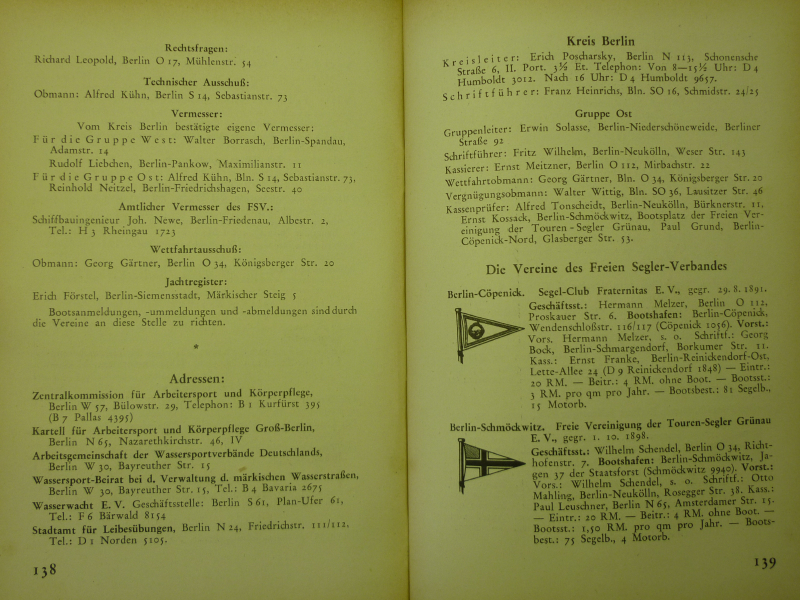 Rechtsfragen:
Richard Leopold, Berlin O 17, Mühlenstr. 54
Technischer Ausschuß:
Obmann: Alfred Kühn, Berlin S 14, Sebastianstr. 73
Vermesser:
Vom Kreis Berlin bestätigte eigene Vermesser:
Für die Gruppe West: Walter Borrasch, Berlin-Spandau,
Adamstr. 14
Rudolf Liebchen, Berlin-Pankow, Maximilianstr. 11
Für die Gruppe Ost: Alfred Kühn, Bln. S 14, Sebastianstr. 73,
Reinhold Neitzel, Berlin-Friedrichshagen, Seestr. 40
Amtlicher Vermesser des FSV.:
Schiffbauingenieur Joh. Newe, Berlin-Friedenau, Albestr. 2,
Tel.: H 3 Rheingau 1723
Wettfahrtausschuß:
Obmann: Georg Gärtner, Berlin O 34, Königsberger Str. 20
Jachtregister:
Erich Förstel, Berlin-Siemensstadt, Märkischer Steig 5
Bootsanmeldungen, -ummeldungen und -abmeldungen sind durch
die Vereine an diese Stelle zu richten.
*
Adressen:
Zentralkommission für Arbeitersport und Körperpflege,
Berlin W 57, Bülowstr. 29, Telephon: B 1 Kurfürst 395
(B 7 Pallas 4395)
Kartell für Arbeitersport und Körperpflege Groß-Berlin,
Berlin N 65, Nazarethkirchstr. 46, IV
Arbeitsgemeinschaft der Wassersportverbände Deutschlands,
Berlin W 30, Bayreuther Str. 15
Wassersport-Beirat bei d. Verwaltung d. märkischen Wasserstraßen,
Berlin W 30, Bayreuther Str. 15, Tel.: B 4 Bavaria 2675
Wasserwacht E. V. Geschäftsstelle: Berlin S 61, Plan-Ufer 61,
Tel.: F 6 Bärwald 8154
Stadtamt für Leibesübungen, Berlin N 24, Friedrichstr. 111/112,
Tel.: D 1 Norden 5105.
138
Kreis Berlin
Kreisleiter: Erich Poscharsky, Berlin N 113, Schonensche
Straße 6, II. Port. 3½ Et. Telephon: Von 8—15½ Uhr: D 4
Humboldt 3012. Nach 16 Uhr: D 4 Humboldt 9657.
Schriftführer: Franz Heinrichs, Bln. SO 16, Schmidstr. 24/25
Gruppe Ost
Gruppenleiter: Erwin Solasse, Berlin-Niederschöneweide, Berliner
Straße 92
Schriftführer: Fritz Wilhelm, Berlin-Neukölln, Weser Str. 143
Kassierer: Ernst Meitzner, Berlin O 112, Mirbachstr. 22
Wettfahrtobmann: Georg Gärtner, Bln. O 34, Königsberger Str. 20
Vergnügungsobmann: Walter Wittig, Bln. SO 36, Lausitzer Str. 46
Kassenprüfer: Alfred Tonscheidt, Berlin-Neukölln, Bürknerstr. 11,
Ernst Kossack, Berlin-Schmöckwitz, Bootsplatz der Freien Ver-
einigung der Touren-Segler Grünau, Paul Grund, Berlin-
Cöpenick-Nord, Glasberger Str. 53.
Die Vereine des Freien Segler-Verbandes
Berlin-Cöpenick. Segel-Club Fraternitas E. V., gegr. 29. 8. 1891.
Geschäftsst.: Hermann Melzer, Berlin O 112,
Proskauer Str. 6. Bootshafen: Berlin-Cöpenick,
Wendenschloßstr. 116/117 (Cöpenick 1056). Vorst.:
Vors. Hermann Melzer, s. o. Schriftf.: Georg
Bock, Berlin-Schmargendorf, Borkumer Str. 11.
Kass.: Ernst Franke, Berlin-Reinickendorf-Ost,
Lette-Allee 24 (D 9 Reinickendorf 1848) — Eintr.:
20 RM. — Beitr.: 4 RM. ohne Boot. — Bootsst.:
3 RM. pro qm pro Jahr. — Bootsbest.: 81 Segelb.,
15 Motorb.
Berlin-Schmöckwitz. Freie Vereinigung der Touren-Segler Grünau
E. V., gegr. 1. 10. 1898.
Geschäftsst.: Wilhelm Schendel, Berlin O 34, Richt-
hofenstr. 7. Bootshafen: Berlin-Schmöckwitz, Ja-
gen 37 der Staatsforst (Schmöckwitz 9940). Vorst.:
Vors.: Wilhelm Schendel, s. o. Schriftf.: Otto
Mahling, Berlin-Neukölln, Rosegger Str. 38. Kass.:
Paul Leuschner, Berlin N 65, Amsterdamer Str. 15.
— Eintr.: 20 RM. — Beitr.: 4 RM. ohne Boot. —
Bootsst.: 1,50 RM. pro qm pro Jahr. — Boots-
best.: 75 Segelb., 4 Motorb.
139